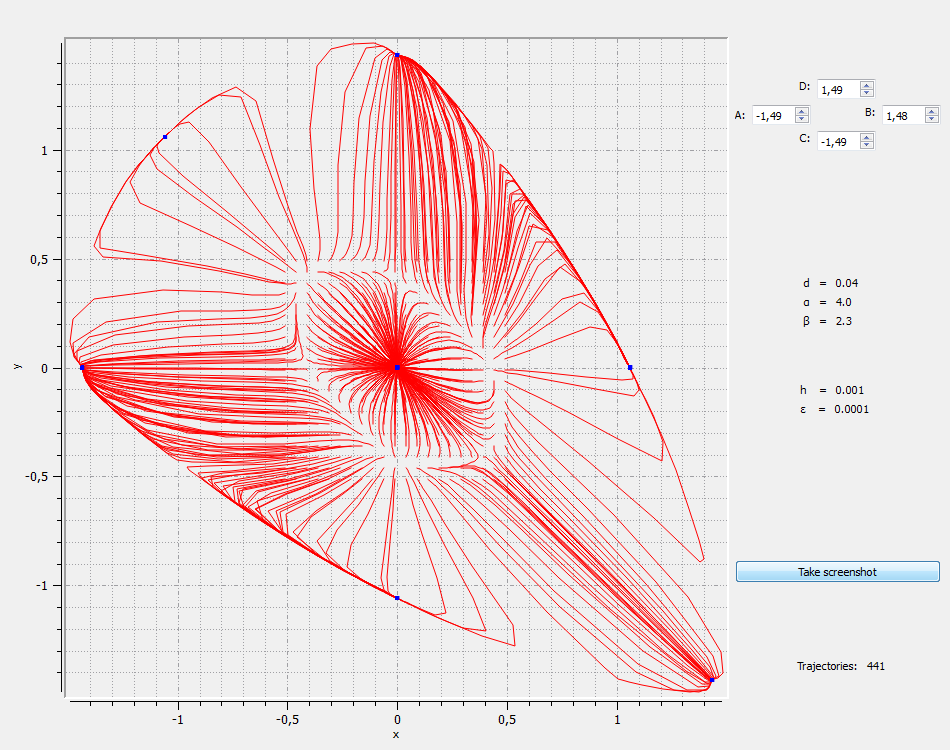 D: 1,49
A: -1,49
B: 1,48
C: -1,49
1
0,5
0
-0,5
-1
y
-1
-0,5
0
0,5
1
x
d = 0.04
α = 4.0
β = 2.3
h = 0.001
ε = 0.0001
Take screenshot
Trajectories: 441